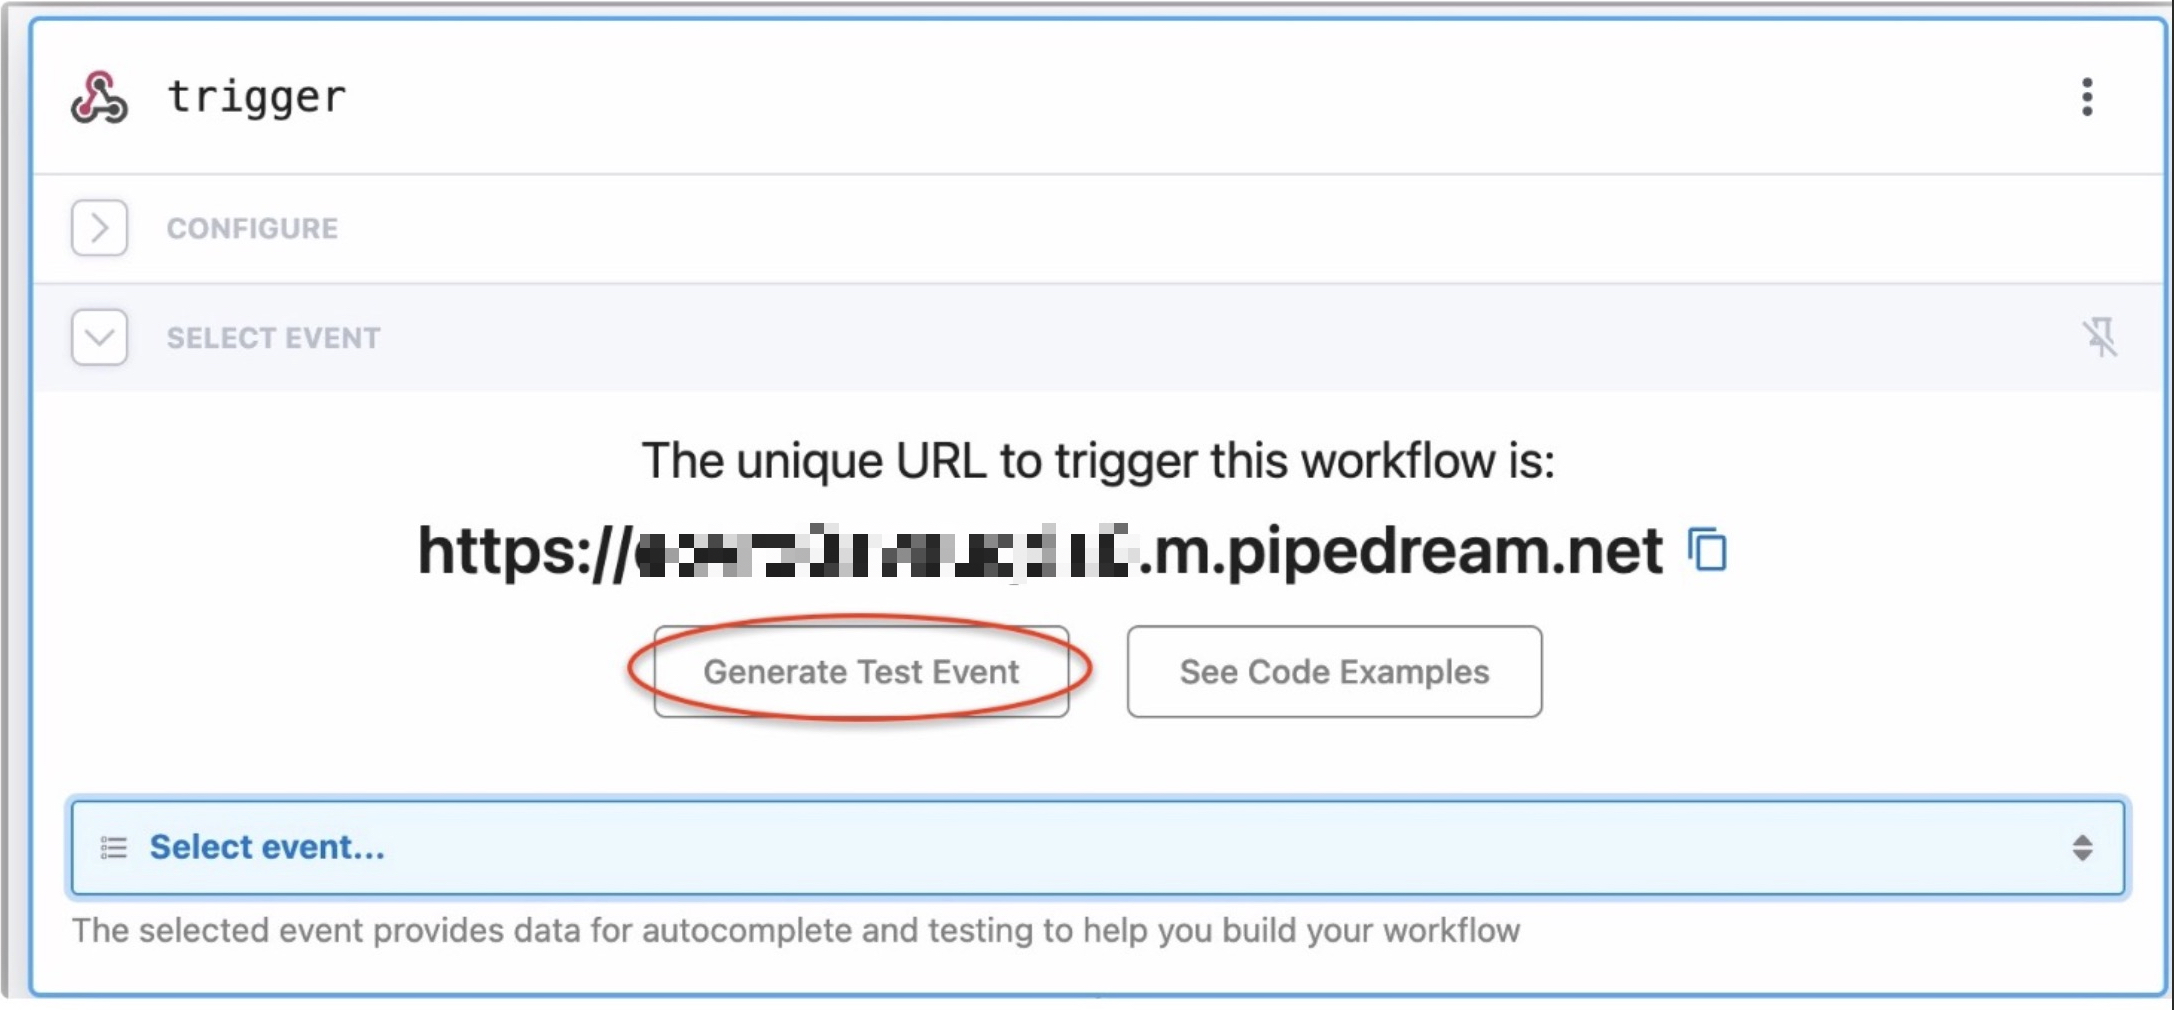 trigger
CONFIGURE
SELECT EVENT
The unique URL to trigger this workflow is:
https:// .m.pipedream.net
Generate Test Event
See Code Examples
Select event...
The selected event provides data for autocomplete and testing to help you build your workflow